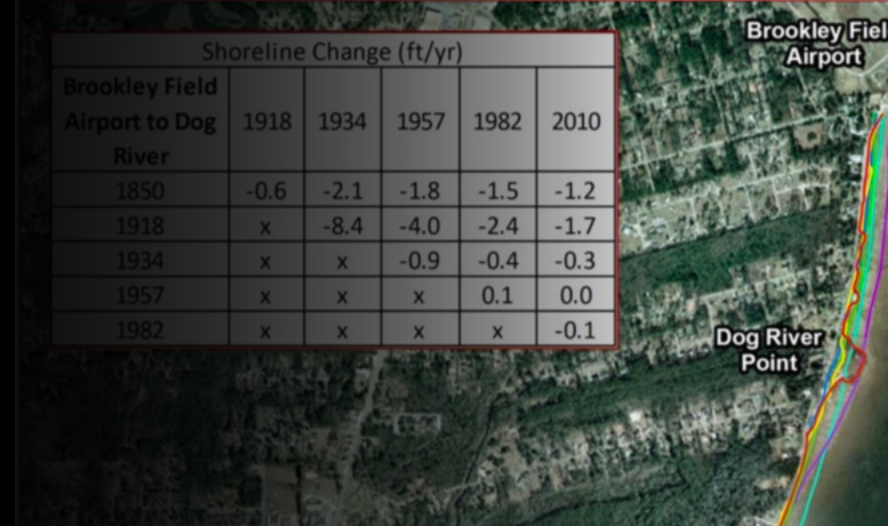 Shoreline Change (ft/yr)
Brookley Field
Airport to Dog
River
1918 1934 1957 1982 2010
1850 -0.6 -2.1 -1.8 -1.5 -1.2
1918 x -8.4 -4.0 -2.4 -1.7
1934 x x -0.9 -0.4 -0.3
1957 x x x 0.1 0.0
1982 x x x x -0.1
Brookley Fiel
Airport
Dog River
Point